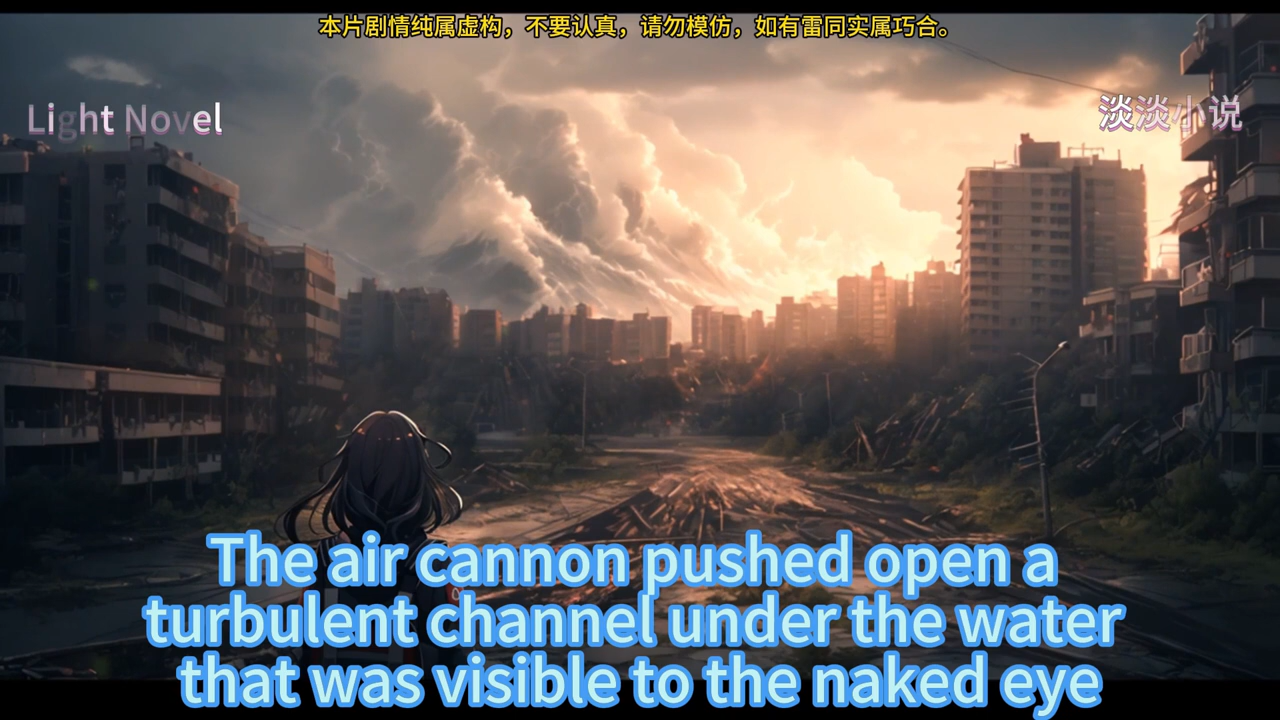 本片剧情纯属虚构，不要认真，请勿模仿，如有雷同实属巧合。
Light Novel
淡淡小说
The air cannon pushed open a
turbulent channel under the water
that was visible to the naked eye